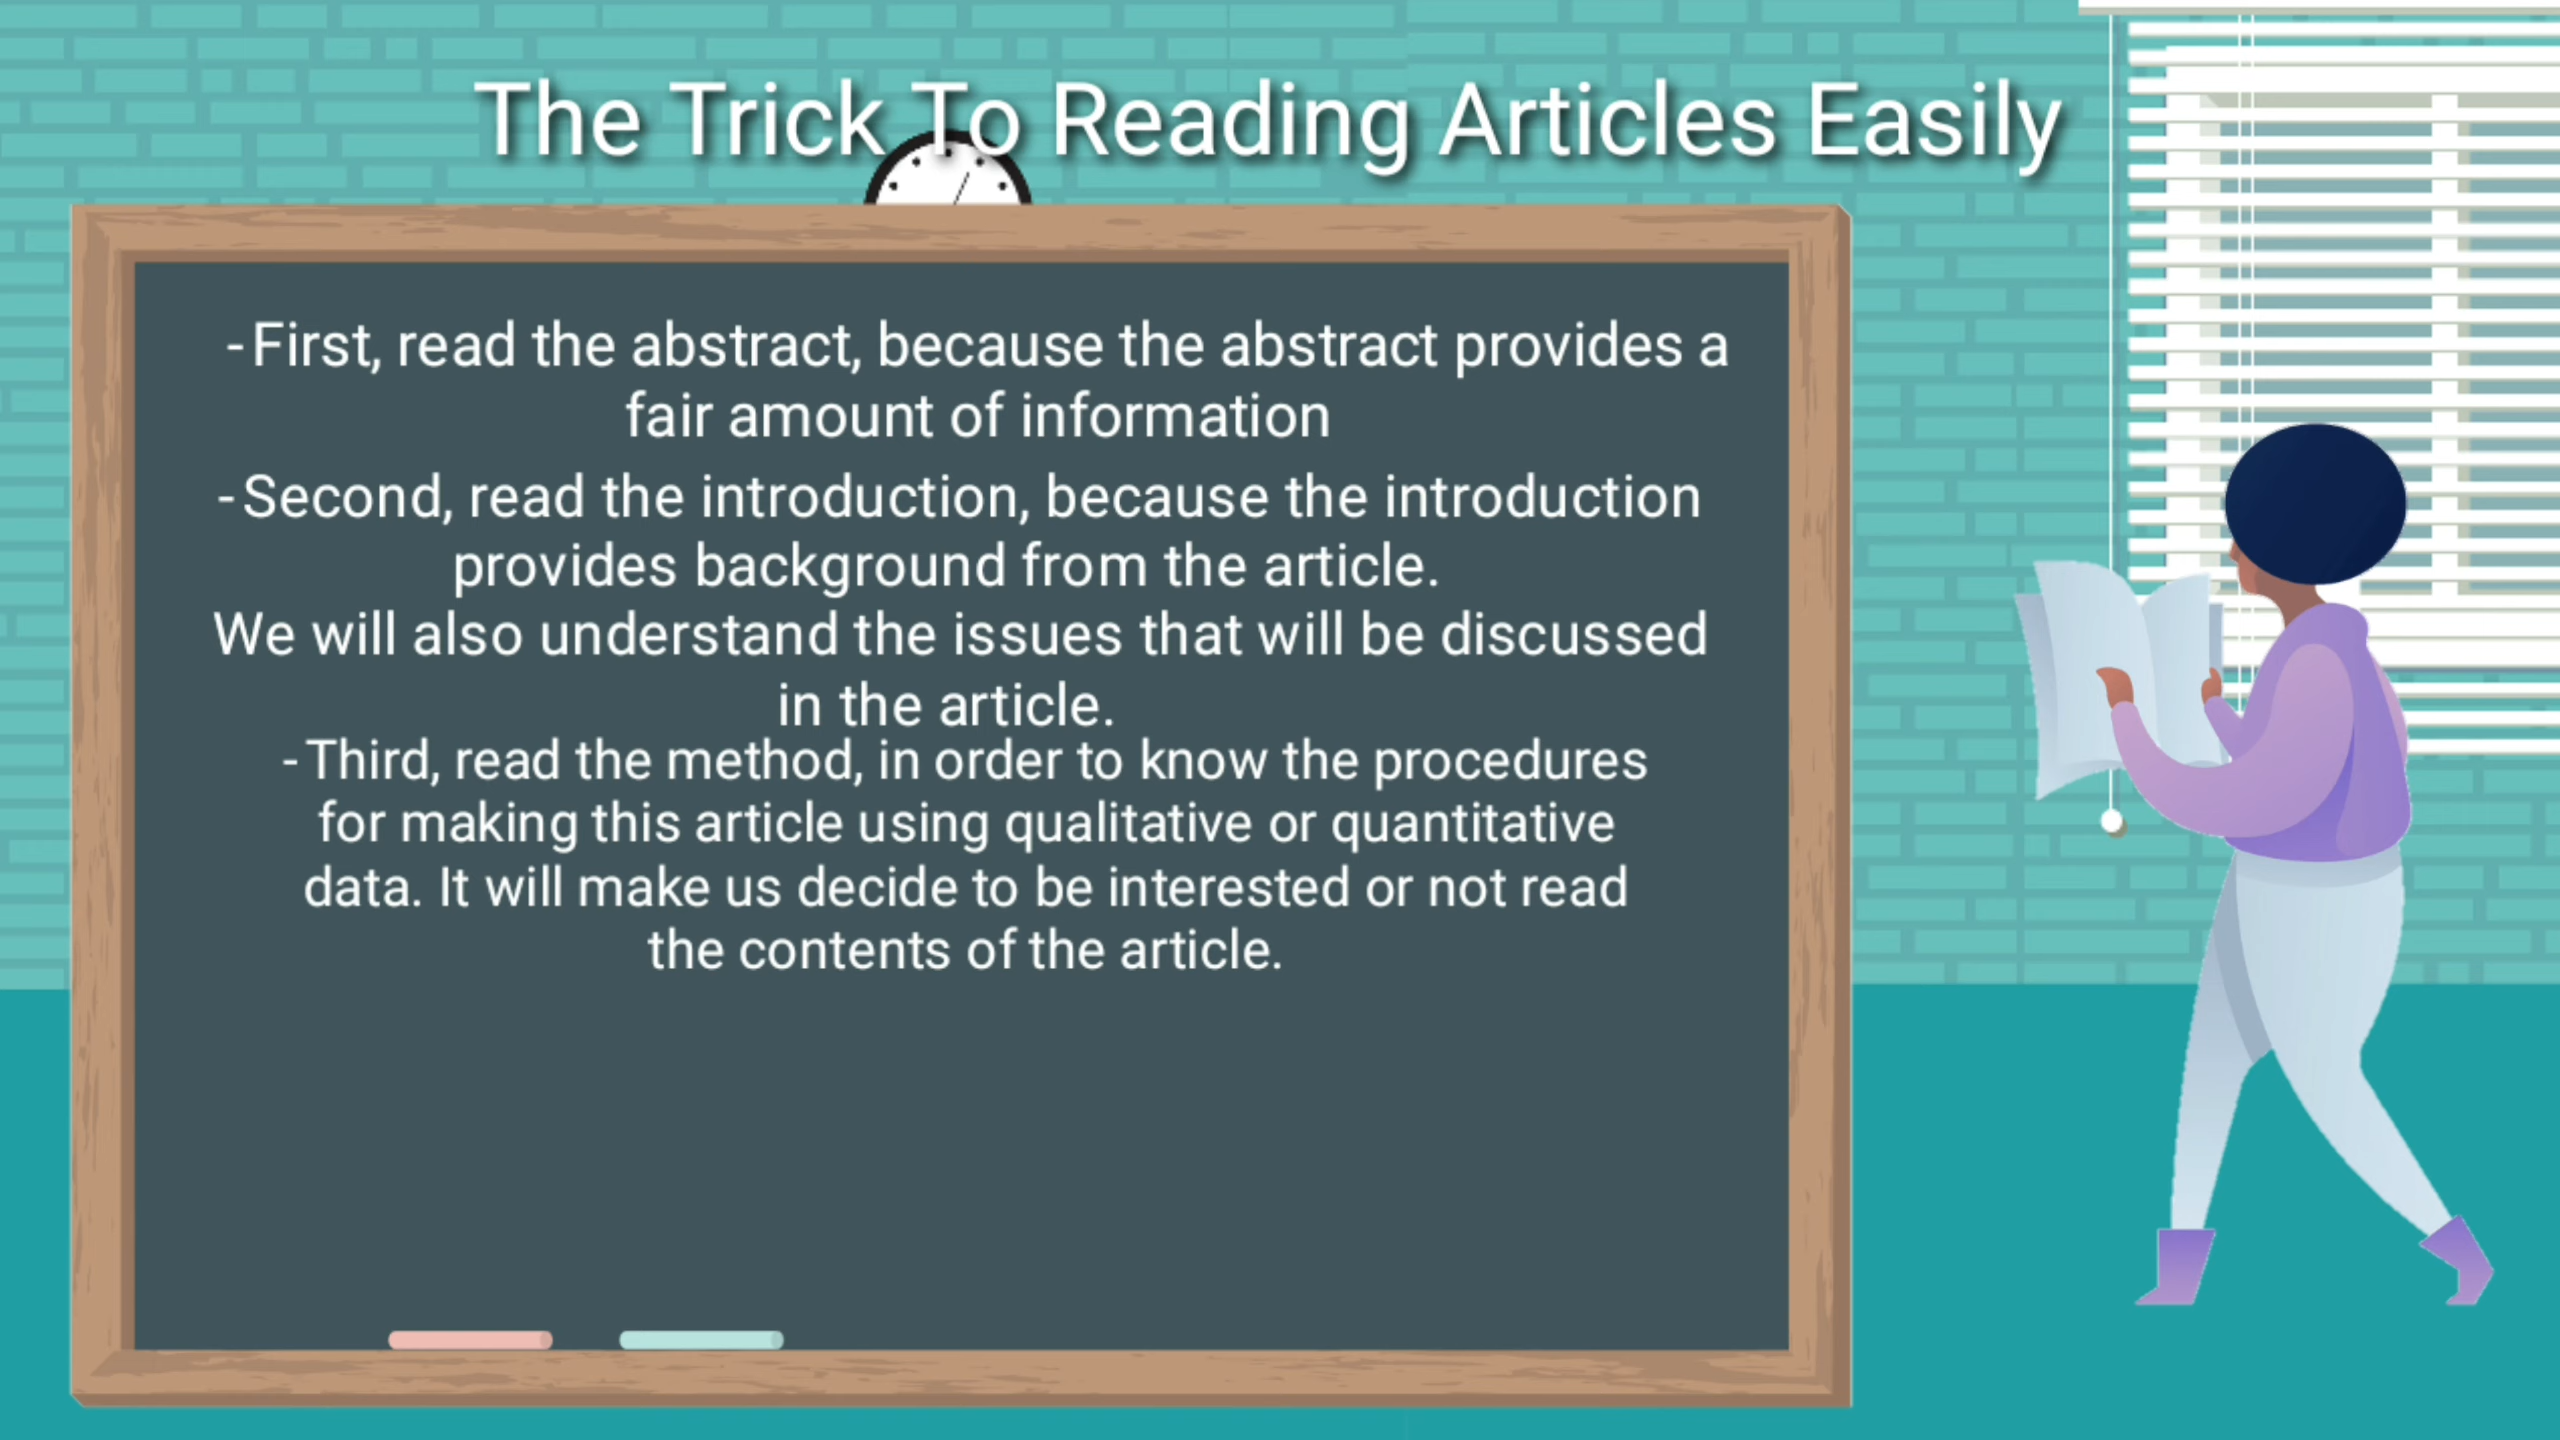 The Trick To Reading Articles Easily
-First, read the abstract, because the abstract provides a
fair amount of information
-Second, read the introduction, because the introduction
provides background from the article.
We will also understand the issues that will be discussed
in the article.
-Third, read the method, in order to know the procedures
for making this article using qualitative or quantitative
data. It will make us decide to be interested or not read
the contents of the article.